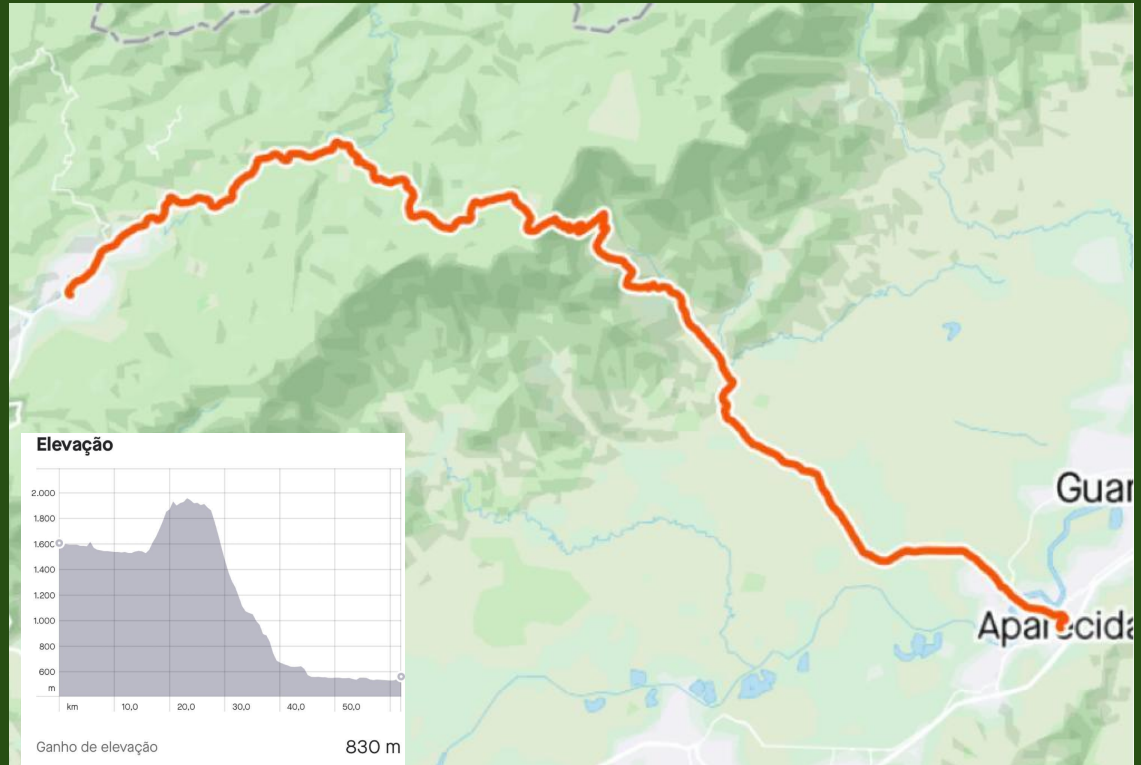 Guar
Aparecida
Elevação
2.000
1.800
1.600
1.400
1.200
1.000
800
600
m
km 10,0 20,0 30,0 40,0 50,0
Ganho de elevação 830 m